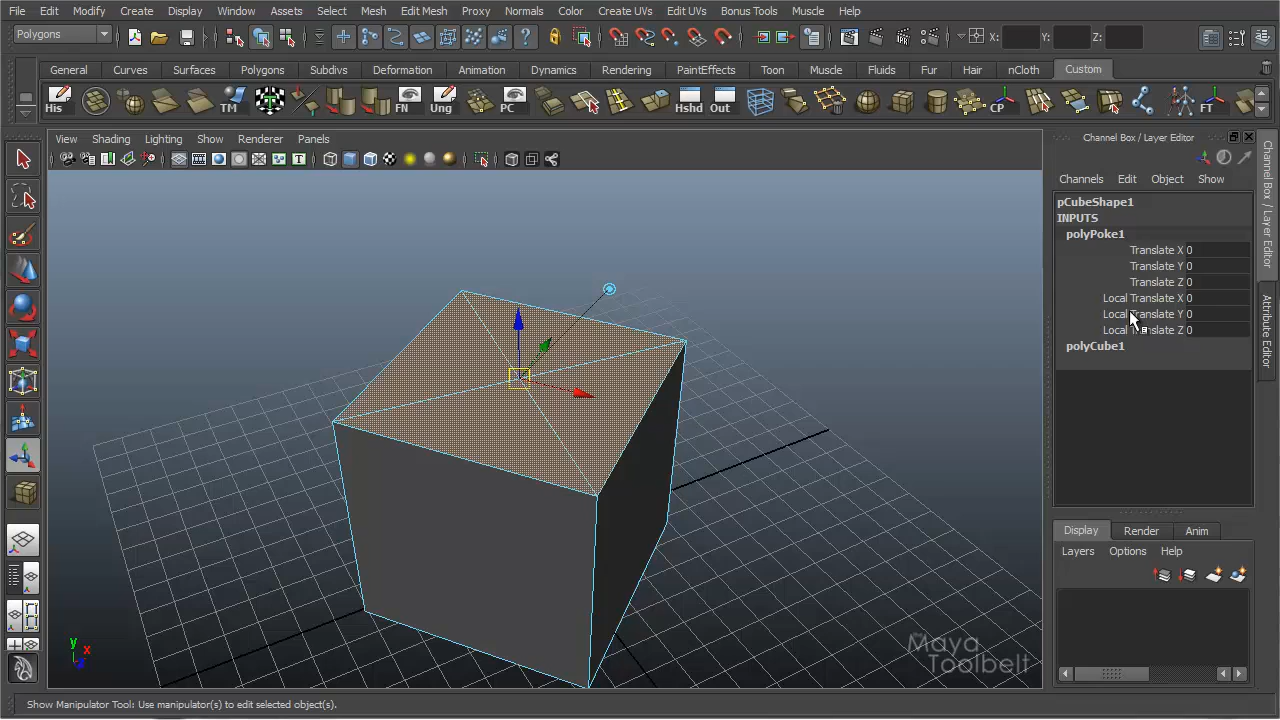 File Edit Modify Create Display Window Assets Select Mesh Edit Mesh Proxy Normals Color Create UVs Edit UVs Bonus Tools Muscle Help
Polygons X: Y: Z:
General Curves Surfaces Polygons Subdivs Deformation Animation Dynamics Rendering PaintEffects Toon Muscle Fluids Fur Hair nCloth Custom
His TM FN Ung PC Hshd Out CP FT
View Shading Lighting Show Renderer Panels
Channel Box / Layer Editor
Channels Edit Object Show
pCubeShape1
INPUTS
polyPoke1
Translate X 0
Translate Y 0
Translate Z 0
Local Translate X 0
Local Translate Y 0
Local Translate Z 0
polyCube1
Channel Box / Layer Editor
Attribute Editor
Display Render Anim
Layers Options Help
y
x
z
Maya
Toolbelt
Show Manipulator Tool: Use manipulator(s) to edit selected object(s).